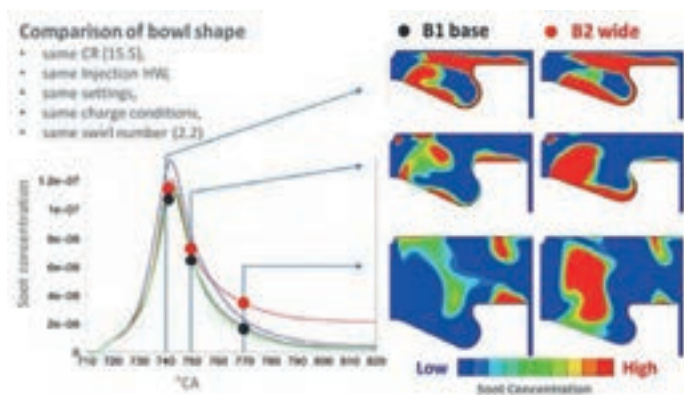 Comparison of bowl shape
• same CR (15.5),
• same Injection HW,
• same settings,
• same charge conditions,
• same swirl number (2.2)
B1 base
B2 wide
Soot concentration
1.2e-07
1e-07
8e-08
6e-08
4e-08
2e-08
0
710 720 730 740 750 760 770 780 790 800 810 820
°CA
Low
High
Soot Concentration